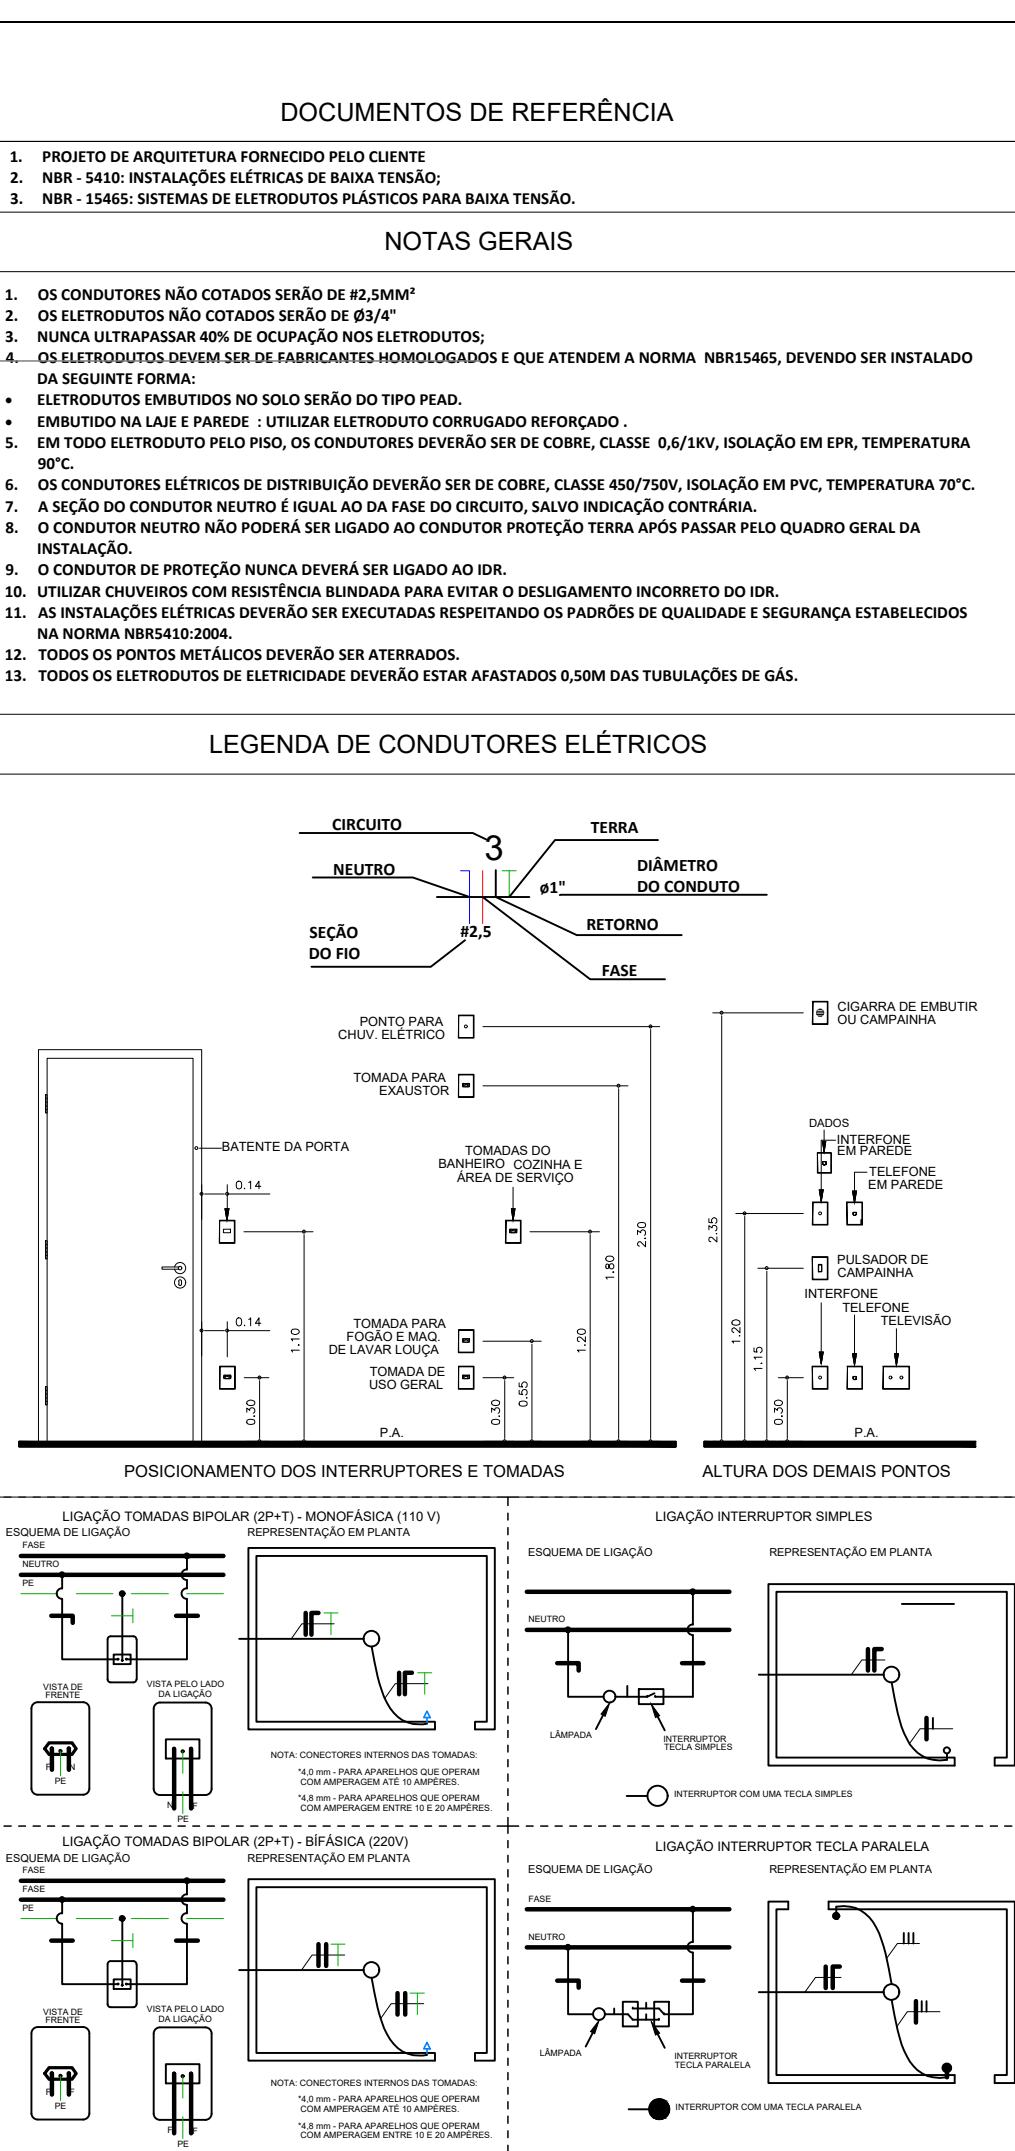 DOCUMENTOS DE REFERÊNCIA
1. PROJETO DE ARQUITETURA FORNECIDO PELO CLIENTE
2. NBR - 5410: INSTALAÇÕES ELÉTRICAS DE BAIXA TENSÃO;
3. NBR - 15465: SISTEMAS DE ELETRODUTOS PLÁSTICOS PARA BAIXA TENSÃO.
NOTAS GERAIS
1. OS CONDUTORES NÃO COTADOS SERÃO DE #2,5MM²
2. OS ELETRODUTOS NÃO COTADOS SERÃO DE Ø3/4"
3. NUNCA ULTRAPASSAR 40% DE OCUPAÇÃO NOS ELETRODUTOS;
4. OS ELETRODUTOS DEVEM SER DE FABRICANTES HOMOLOGADOS E QUE ATENDEM A NORMA NBR15465, DEVENDO SER INSTALADO
DA SEGUINTE FORMA:
• ELETRODUTOS EMBUTIDOS NO SOLO SERÃO DO TIPO PEAD.
• EMBUTIDO NA LAJE E PAREDE : UTILIZAR ELETRODUTO CORRUGADO REFORÇADO .
5. EM TODO ELETRODUTO PELO PISO, OS CONDUTORES DEVERÃO SER DE COBRE, CLASSE 0,6/1KV, ISOLAÇÃO EM EPR, TEMPERATURA
90°C.
6. OS CONDUTORES ELÉTRICOS DE DISTRIBUIÇÃO DEVERÃO SER DE COBRE, CLASSE 450/750V, ISOLAÇÃO EM PVC, TEMPERATURA 70°C.
7. A SEÇÃO DO CONDUTOR NEUTRO É IGUAL AO DA FASE DO CIRCUITO, SALVO INDICAÇÃO CONTRÁRIA.
8. O CONDUTOR NEUTRO NÃO PODERÁ SER LIGADO AO CONDUTOR PROTEÇÃO TERRA APÓS PASSAR PELO QUADRO GERAL DA
INSTALAÇÃO.
9. O CONDUTOR DE PROTEÇÃO NUNCA DEVERÁ SER LIGADO AO IDR.
10. UTILIZAR CHUVEIROS COM RESISTÊNCIA BLINDADA PARA EVITAR O DESLIGAMENTO INCORRETO DO IDR.
11. AS INSTALAÇÕES ELÉTRICAS DEVERÃO SER EXECUTADAS RESPEITANDO OS PADRÕES DE QUALIDADE E SEGURANÇA ESTABELECIDOS
NA NORMA NBR5410:2004.
12. TODOS OS PONTOS METÁLICOS DEVERÃO SER ATERRADOS.
13. TODOS OS ELETRODUTOS DE ELETRICIDADE DEVERÃO ESTAR AFASTADOS 0,50M DAS TUBULAÇÕES DE GÁS.
LEGENDA DE CONDUTORES ELÉTRICOS
CIRCUITO
3
TERRA
NEUTRO
DIÂMETRO
DO CONDUTO
ø1"
SEÇÃO
DO FIO
#2,5
RETORNO
FASE
PONTO PARA
CHUV. ELÉTRICO
TOMADA PARA
EXAUSTOR
BATENTE DA PORTA
TOMADAS DO
BANHEIRO COZINHA E
ÁREA DE SERVIÇO
0.14
0.14
1.10
0.30
TOMADA PARA
FOGÃO E MAQ.
DE LAVAR LOUÇA
TOMADA DE
USO GERAL
0.30
0.55
1.20
1.80
2.30
P.A.
POSICIONAMENTO DOS INTERRUPTORES E TOMADAS
CIGARRA DE EMBUTIR
OU CAMPAINHA
DADOS
INTERFONE
EM PAREDE
TELEFONE
EM PAREDE
PULSADOR DE
CAMPAINHA
INTERFONE
TELEFONE
TELEVISÃO
2.35
1.20
1.15
0.30
P.A.
ALTURA DOS DEMAIS PONTOS
LIGAÇÃO TOMADAS BIPOLAR (2P+T) - MONOFÁSICA (110 V)
ESQUEMA DE LIGAÇÃO
REPRESENTAÇÃO EM PLANTA
FASE
NEUTRO
PE
VISTA DE
FRENTE
F N
PE
VISTA PELO LADO
DA LIGAÇÃO
N F
PE
NOTA: CONECTORES INTERNOS DAS TOMADAS:
*4,0 mm - PARA APARELHOS QUE OPERAM
COM AMPERAGEM ATÉ 10 AMPÈRES.
*4,8 mm - PARA APARELHOS QUE OPERAM
COM AMPERAGEM ENTRE 10 E 20 AMPÈRES.
LIGAÇÃO INTERRUPTOR SIMPLES
ESQUEMA DE LIGAÇÃO
REPRESENTAÇÃO EM PLANTA
NEUTRO
LÂMPADA
INTERRUPTOR
TECLA SIMPLES
INTERRUPTOR COM UMA TECLA SIMPLES
LIGAÇÃO TOMADAS BIPOLAR (2P+T) - BÍFÁSICA (220V)
ESQUEMA DE LIGAÇÃO
REPRESENTAÇÃO EM PLANTA
FASE
FASE
PE
VISTA DE
FRENTE
F F
PE
VISTA PELO LADO
DA LIGAÇÃO
F F
PE
NOTA: CONECTORES INTERNOS DAS TOMADAS:
*4,0 mm - PARA APARELHOS QUE OPERAM
COM AMPERAGEM ATÉ 10 AMPÈRES.
*4,8 mm - PARA APARELHOS QUE OPERAM
COM AMPERAGEM ENTRE 10 E 20 AMPÈRES.
LIGAÇÃO INTERRUPTOR TECLA PARALELA
ESQUEMA DE LIGAÇÃO
REPRESENTAÇÃO EM PLANTA
FASE
NEUTRO
LÂMPADA
INTERRUPTOR
TECLA PARALELA
INTERRUPTOR COM UMA TECLA PARALELA